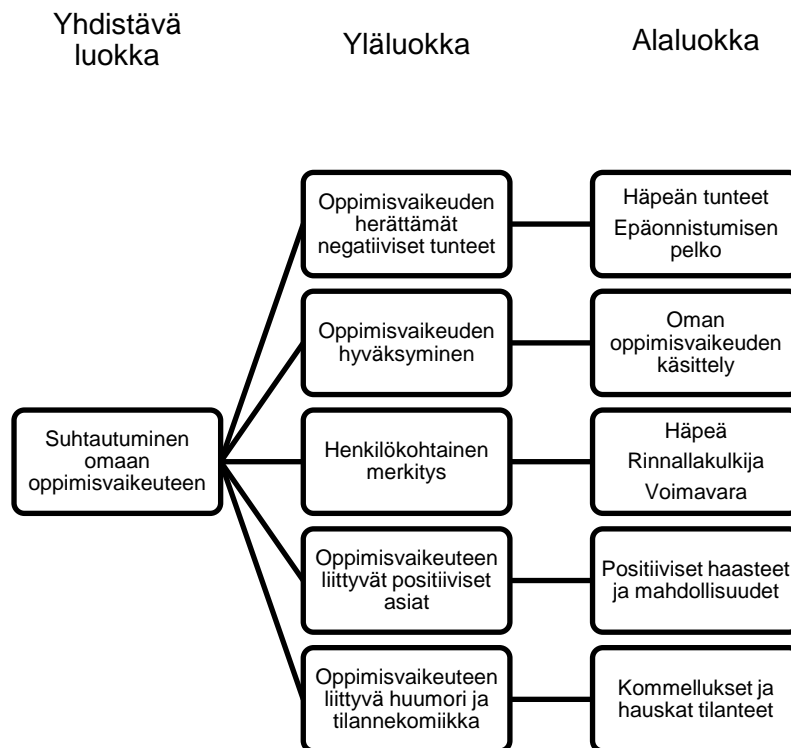 Yhdistävä
luokka
Yläluokka
Alaluokka
Oppimisvaikeuden
herättämät
negatiiviset tunteet
Häpeän tunteet
Epäonnistumisen
pelko
Oppimisvaikeuden
hyväksyminen
Oman
oppimisvaikeuden
käsittely
Suhtautuminen
omaan
oppimisvaikeuteen
Henkilökohtainen
merkitys
Häpeä
Rinnallakulkija
Voimavara
Oppimisvaikeuteen
liittyvät positiiviset
asiat
Positiiviset haasteet
ja mahdollisuudet
Oppimisvaikeuteen
liittyvä huumori ja
tilannekomiikka
Kommellukset ja
hauskat tilanteet